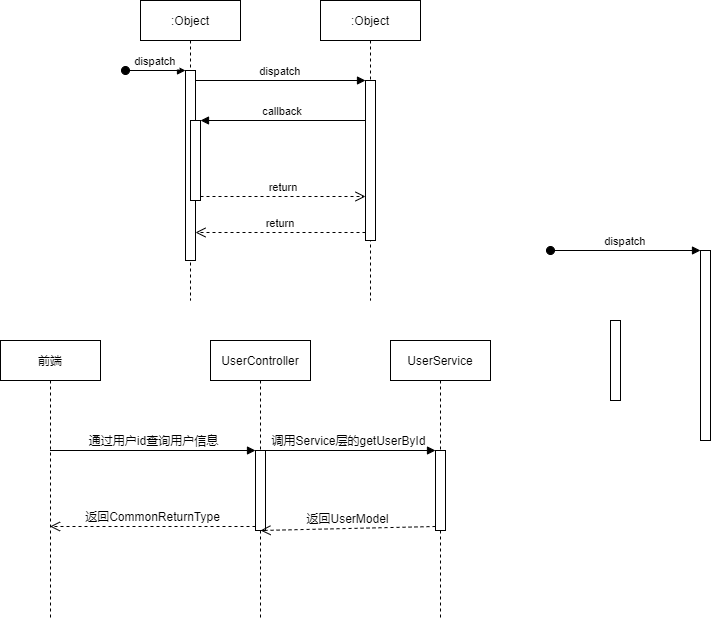 :Object
:Object
dispatch
dispatch
callback
return
return
dispatch
前端
UserController
UserService
通过用户id查询用户信息
调用Service层的getUserById
返回CommonReturnType
返回UserModel